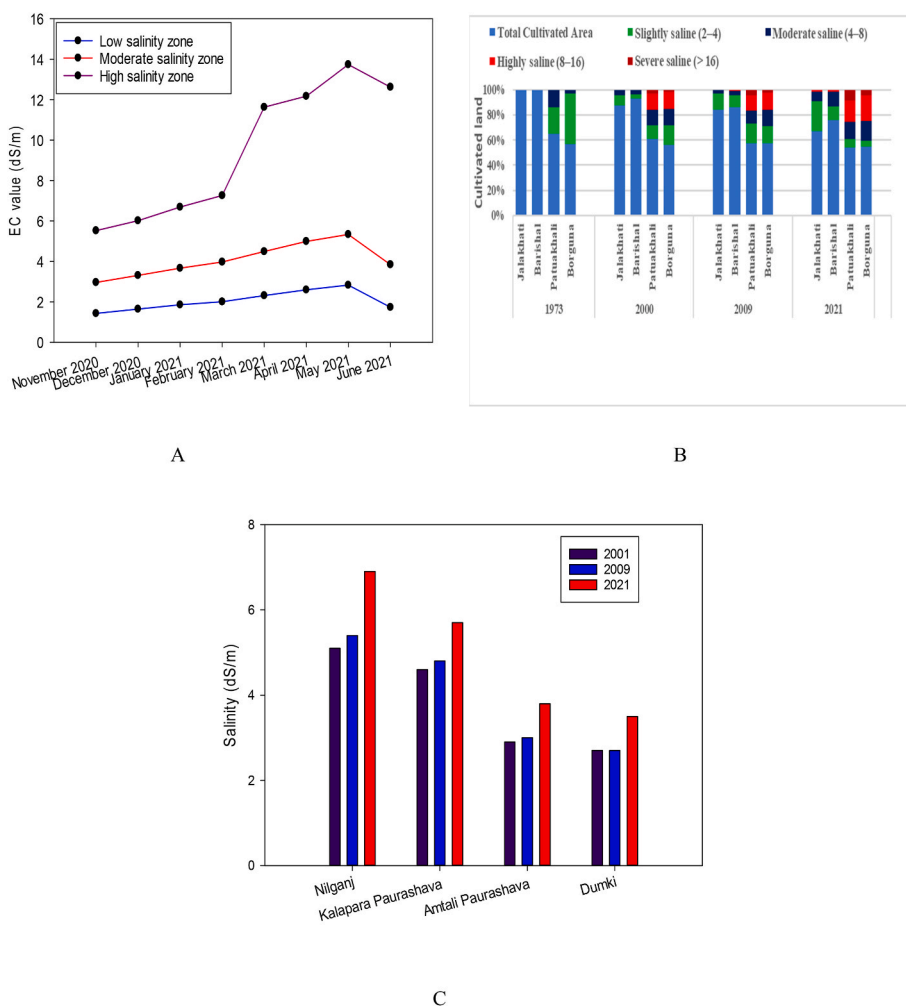 16
14
12
10
8
6
4
2
0
EC value (dS/m)
Low salinity zone
Moderate salinity zone
High salinity zone
November 2020
December 2020
January 2021
February 2021
March 2021
April 2021
May 2021
June 2021
A
Total Cultivated Area
Slightly saline (2–4)
Moderate saline (4–8)
Highly saline (8–16)
Severe saline (> 16)
100%
80%
60%
40%
20%
0%
Cultivated land
Jalakhati
Barishal
Patuakhali
Borguna
Jalakhati
Barishal
Patuakhali
Borguna
Jalakhati
Barishal
Patuakhali
Borguna
Jalakhati
Barishal
Patuakhali
Borguna
1973
2000
2009
2021
B
8
6
4
2
0
Salinity (dS/m)
2001
2009
2021
Nilganj
Kalapara Paurashava
Amtali Paurashava
Dumki
C